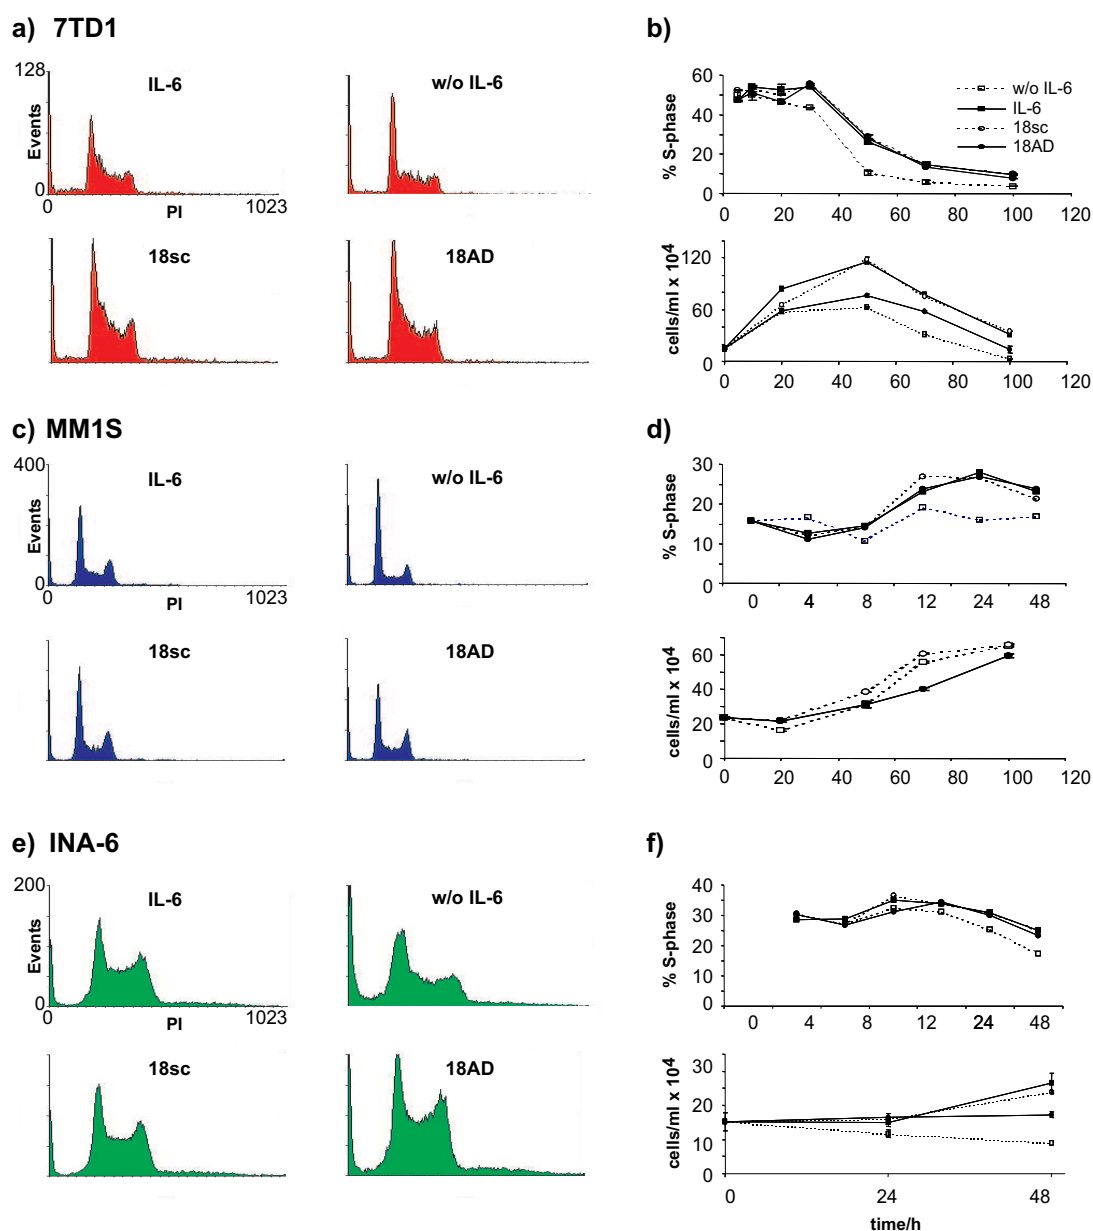 a) 7TD1
128
IL-6
Events
0
0
PI
1023
w/o IL-6
18sc
18AD
b)
% S-phase
60
40
20
0
0 20 40 60 80 100 120
w/o IL-6
IL-6
18sc
18AD
cells/ml x 10⁴
120
60
0
0 20 40 60 80 100 120
c) MM1S
400
IL-6
Events
0
0
PI
1023
w/o IL-6
18sc
18AD
d)
% S-phase
30
20
10
0
0 4 8 12 24 48
cells/ml x 10⁴
60
40
20
0
0 20 40 60 80 100 120
e) INA-6
200
IL-6
Events
0
0
PI
1023
w/o IL-6
18sc
18AD
f)
% S-phase
40
30
20
10
0
0 4 8 12 24 48
cells/ml x 10⁴
30
20
10
0
0 24 48
time/h